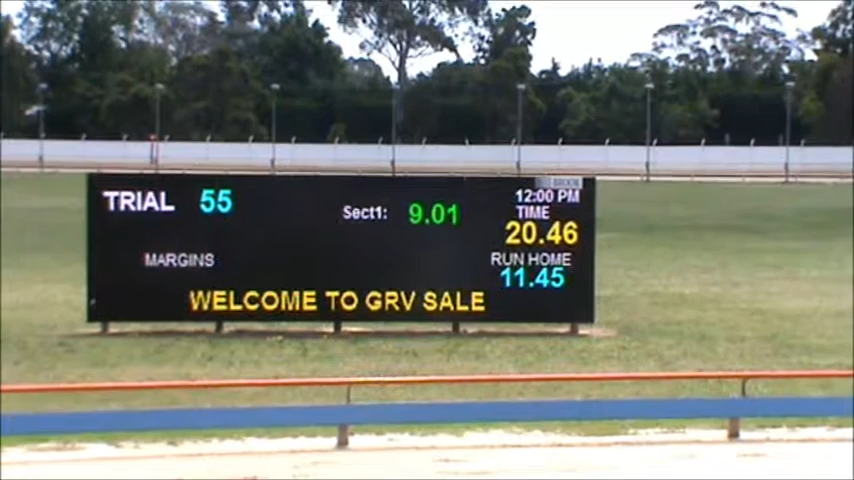 TRIAL 55 Sect1: 9.01 12:00 PM
TIME
20.46
MARGINS RUN HOME
11.45
WELCOME TO GRV SALE